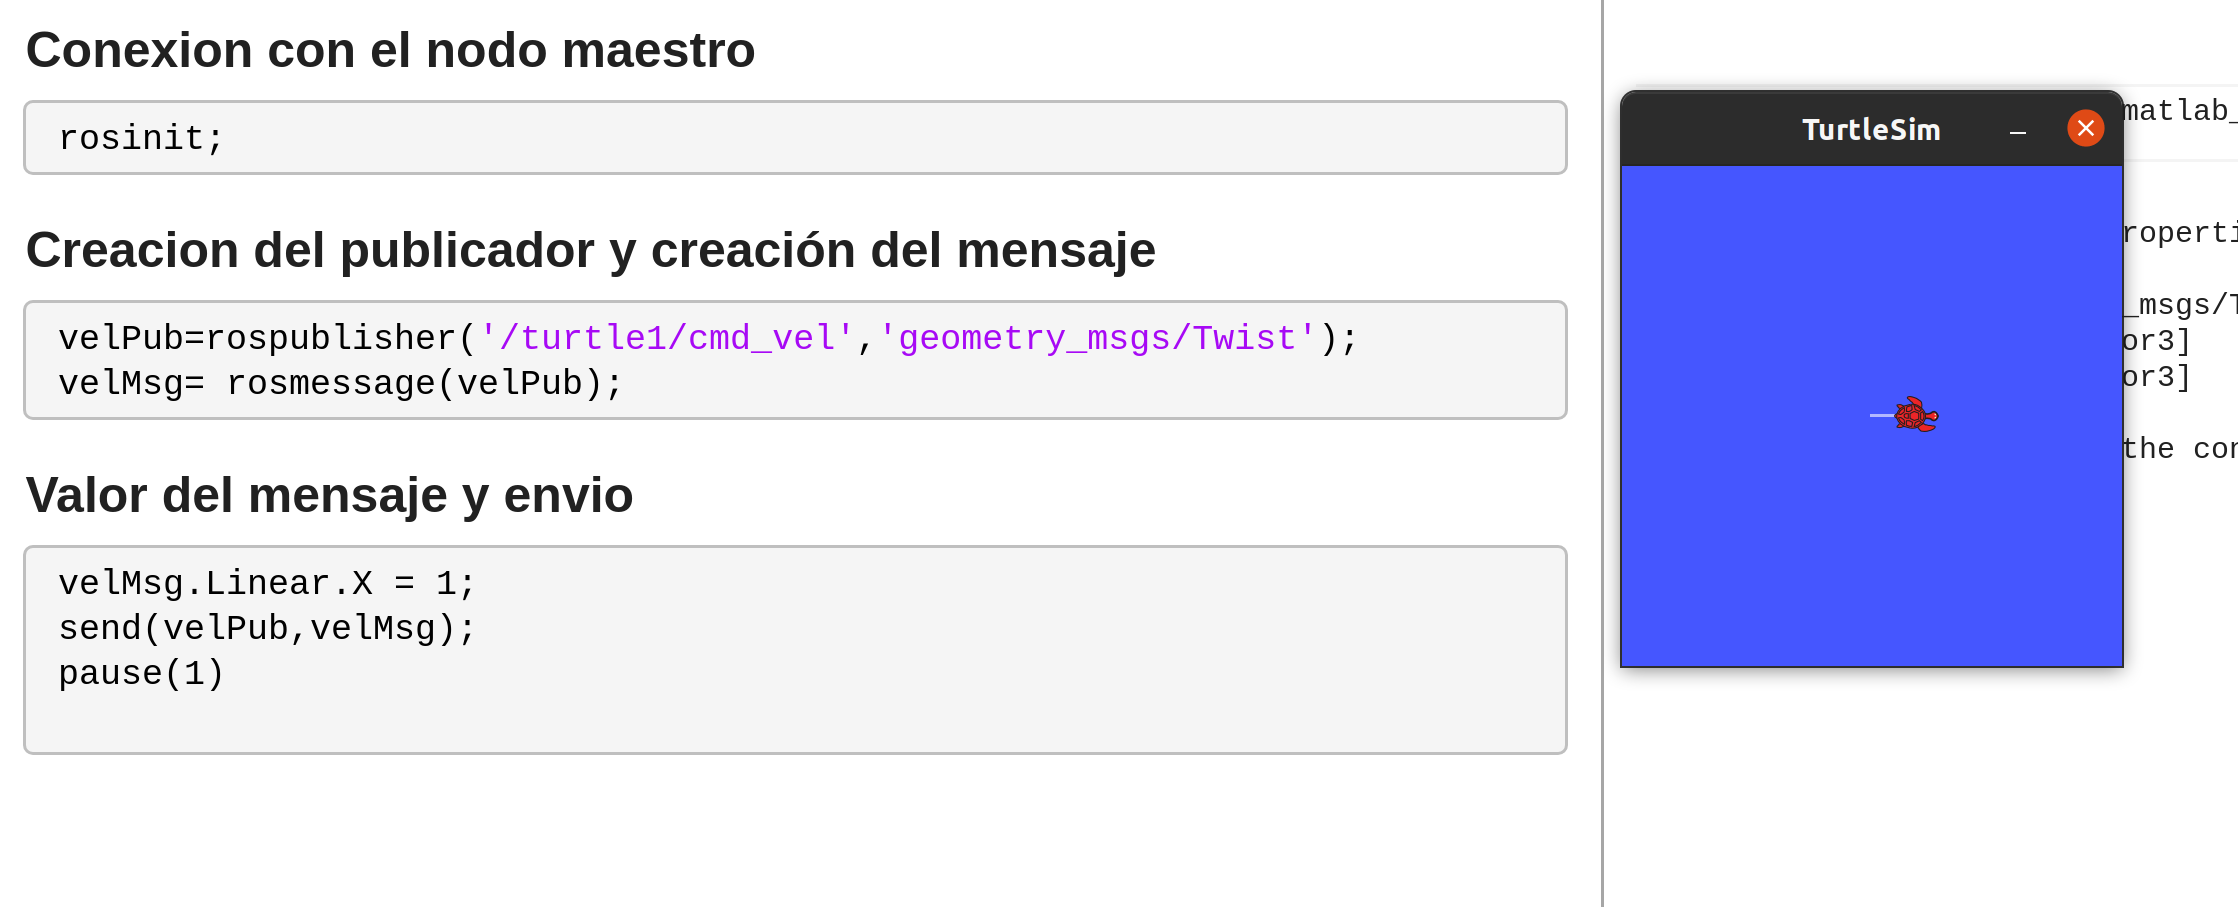 Conexion con el nodo maestro
rosinit;
Creacion del publicador y creación del mensaje
velPub=rospublisher('/turtle1/cmd_vel','geometry_msgs/Twist');
velMsg= rosmessage(velPub);
Valor del mensaje y envio
velMsg.Linear.X = 1;
send(velPub,velMsg);
pause(1)
TurtleSim
matlab_
roperti
_msgs/T
or3]
or3]
the con